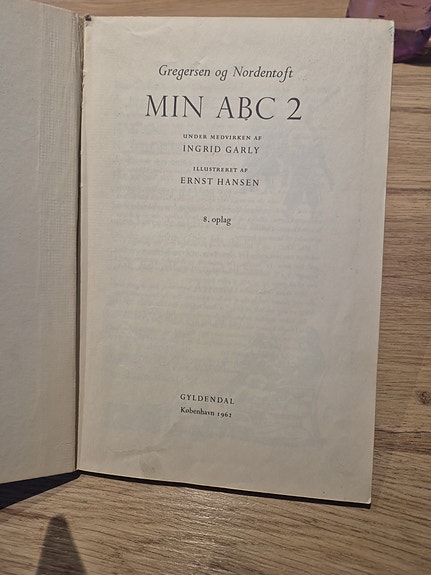 Gregersen og Nordentoft
MIN ABC 2
UNDER MEDVIRKEN AF
INGRID GARLY
ILLUSTRERET AF
ERNST HANSEN
8. oplag
GYLDENDAL
København 1962